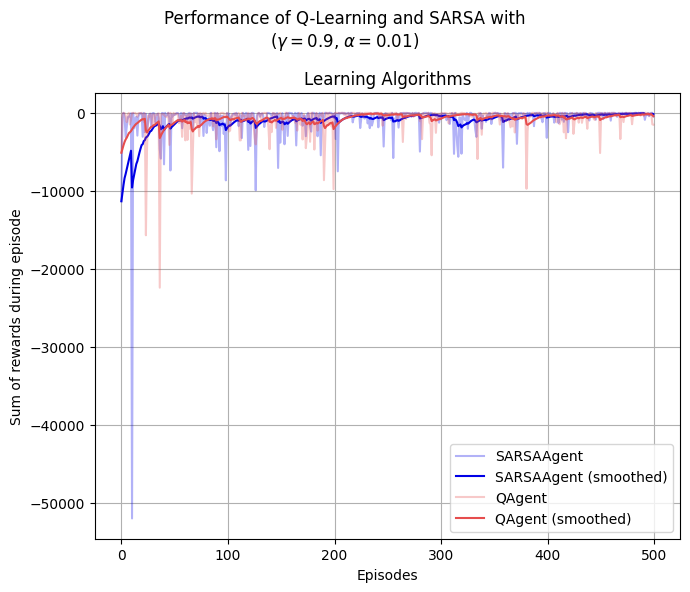 Performance of Q-Learning and SARSA with
(γ = 0.9, α = 0.01)
Learning Algorithms
0
−10000
−20000
−30000
−40000
−50000
Sum of rewards during episode
SARSAAgent
SARSAAgent (smoothed)
QAgent
QAgent (smoothed)
0 100 200 300 400 500
Episodes